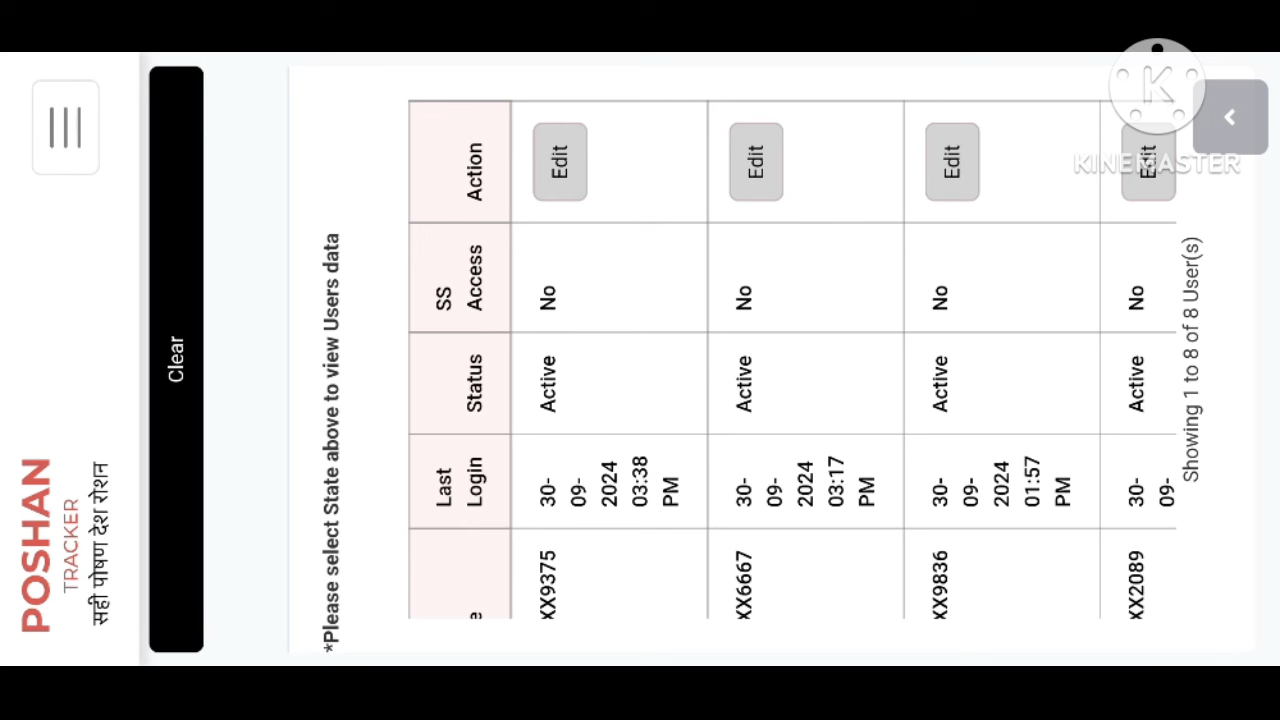 POSHAN
TRACKER
सही पोषण देश रोशन
Clear
*Please select State above to view Users data
e
Last
Login
Status
SS
Access
Action
XX9375
30-
09-
2024
03:38
PM
Active
No
Edit
XX6667
30-
09-
2024
03:17
PM
Active
No
Edit
XX9836
30-
09-
2024
01:57
PM
Active
No
Edit
XX2089
30-
09-
Active
No
Edit
Showing 1 to 8 of 8 User(s)
K
KINEMASTER